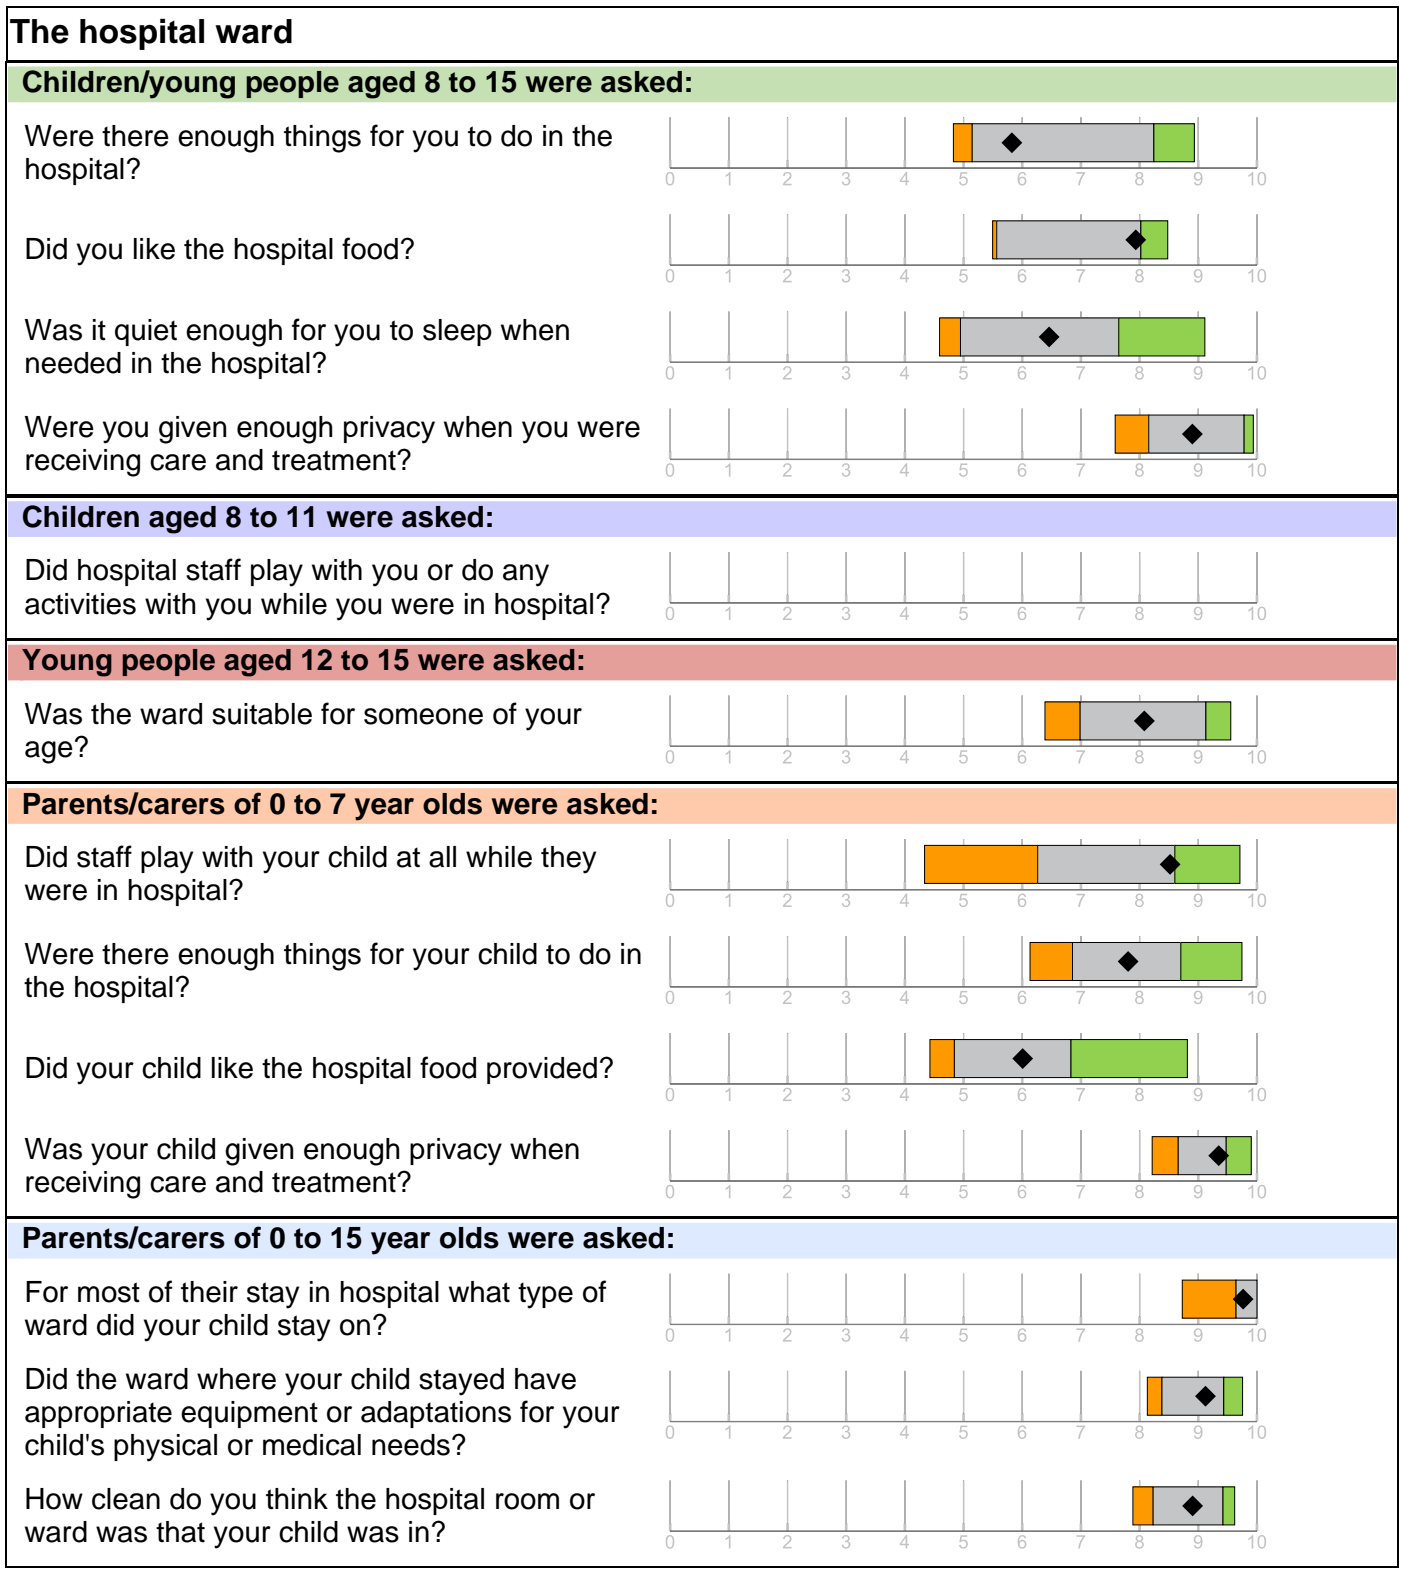 The hospital ward
Children/young people aged 8 to 15 were asked:
Were there enough things for you to do in the
hospital?
0 1 2 3 4 5 6 7 8 9 10
Did you like the hospital food?
0 1 2 3 4 5 6 7 8 9 10
Was it quiet enough for you to sleep when
needed in the hospital?
0 1 2 3 4 5 6 7 8 9 10
Were you given enough privacy when you were
receiving care and treatment?
0 1 2 3 4 5 6 7 8 9 10
Children aged 8 to 11 were asked:
Did hospital staff play with you or do any
activities with you while you were in hospital?
0 1 2 3 4 5 6 7 8 9 10
Young people aged 12 to 15 were asked:
Was the ward suitable for someone of your
age?
0 1 2 3 4 5 6 7 8 9 10
Parents/carers of 0 to 7 year olds were asked:
Did staff play with your child at all while they
were in hospital?
0 1 2 3 4 5 6 7 8 9 10
Were there enough things for your child to do in
the hospital?
0 1 2 3 4 5 6 7 8 9 10
Did your child like the hospital food provided?
0 1 2 3 4 5 6 7 8 9 10
Was your child given enough privacy when
receiving care and treatment?
0 1 2 3 4 5 6 7 8 9 10
Parents/carers of 0 to 15 year olds were asked:
For most of their stay in hospital what type of
ward did your child stay on?
0 1 2 3 4 5 6 7 8 9 10
Did the ward where your child stayed have
appropriate equipment or adaptations for your
child's physical or medical needs?
0 1 2 3 4 5 6 7 8 9 10
How clean do you think the hospital room or
ward was that your child was in?
0 1 2 3 4 5 6 7 8 9 10